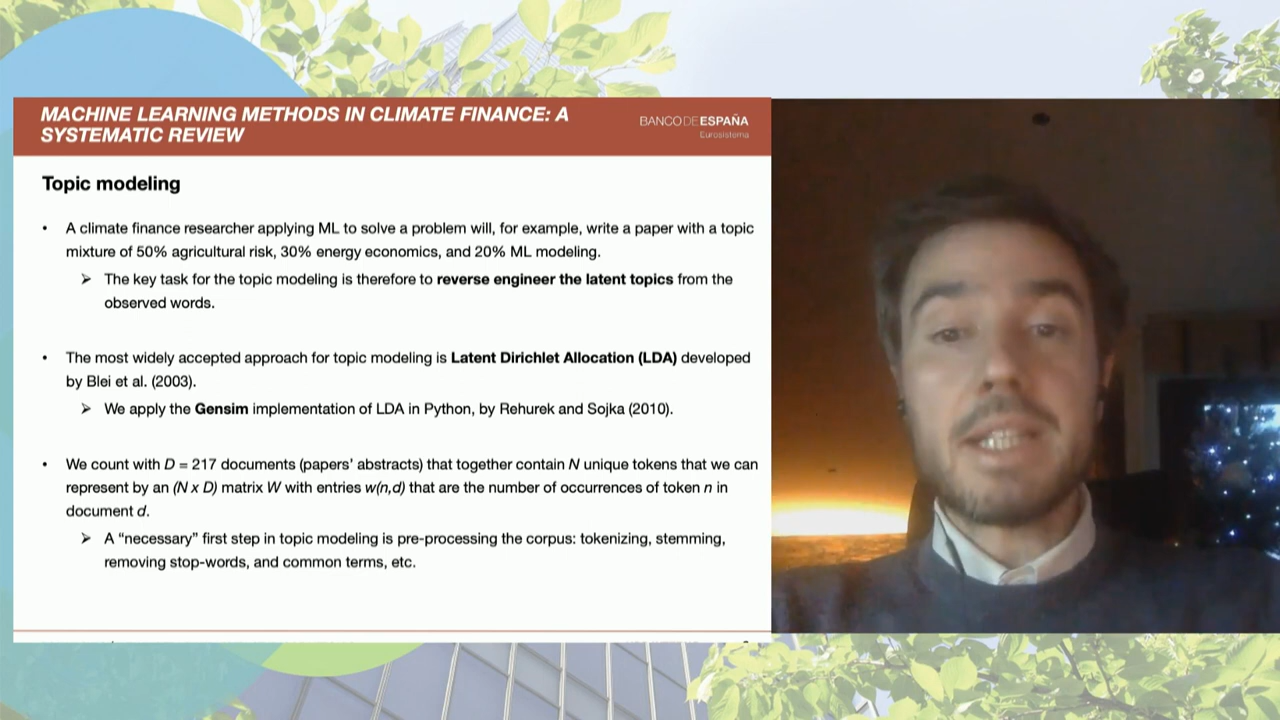 MACHINE LEARNING METHODS IN CLIMATE FINANCE: A
SYSTEMATIC REVIEW
BANCO DE ESPAÑA
Eurosistema
Topic modeling
• A climate finance researcher applying ML to solve a problem will, for example, write a paper with a topic
mixture of 50% agricultural risk, 30% energy economics, and 20% ML modeling.
➢ The key task for the topic modeling is therefore to reverse engineer the latent topics from the
observed words.
• The most widely accepted approach for topic modeling is Latent Dirichlet Allocation (LDA) developed
by Blei et al. (2003).
➢ We apply the Gensim implementation of LDA in Python, by Rehurek and Sojka (2010).
• We count with D = 217 documents (papers’ abstracts) that together contain N unique tokens that we can
represent by an (N x D) matrix W with entries w(n,d) that are the number of occurrences of token n in
document d.
➢ A “necessary” first step in topic modeling is pre-processing the corpus: tokenizing, stemming,
removing stop-words, and common terms, etc.